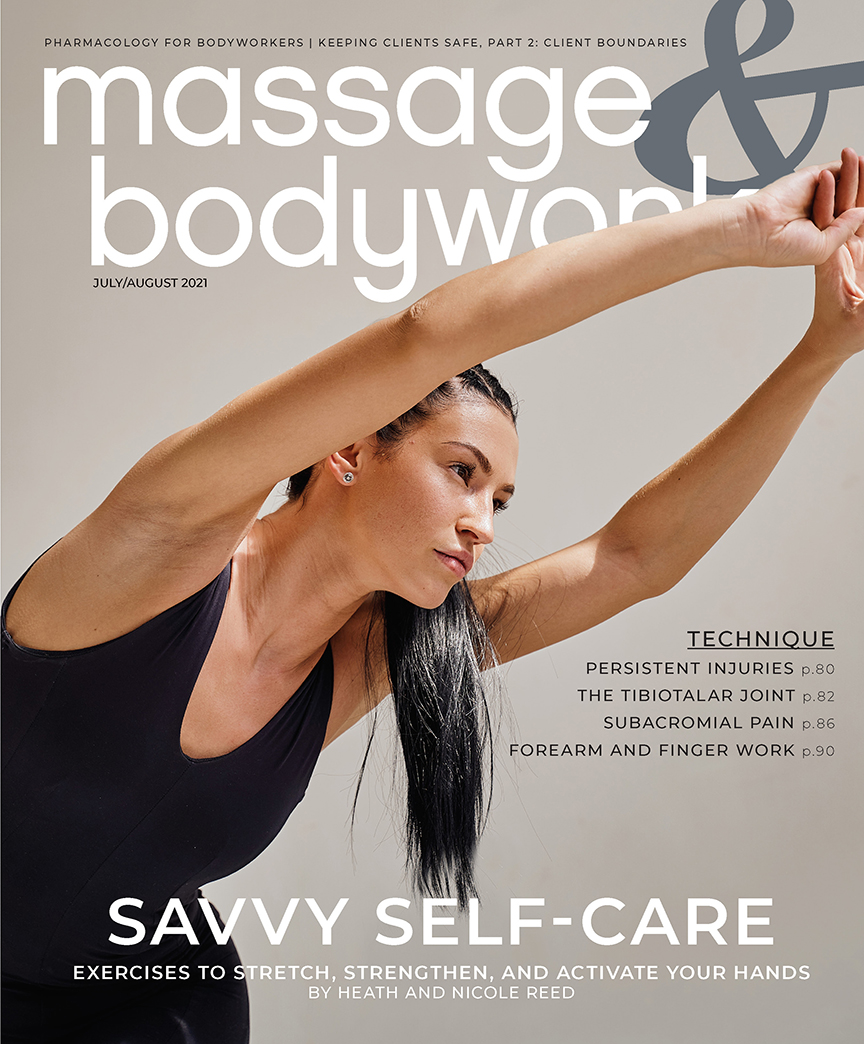 PHARMACOLOGY FOR BODYWORKERS | KEEPING CLIENTS SAFE, PART 2: CLIENT BOUNDARIES
massage &
bodywork
JULY/AUGUST 2021
TECHNIQUE
PERSISTENT INJURIES p.80
THE TIBIOTALAR JOINT p.82
SUBACROMIAL PAIN p.86
FOREARM AND FINGER WORK p.90
SAVVY SELF-CARE
EXERCISES TO STRETCH, STRENGTHEN, AND ACTIVATE YOUR HANDS
BY HEATH AND NICOLE REED